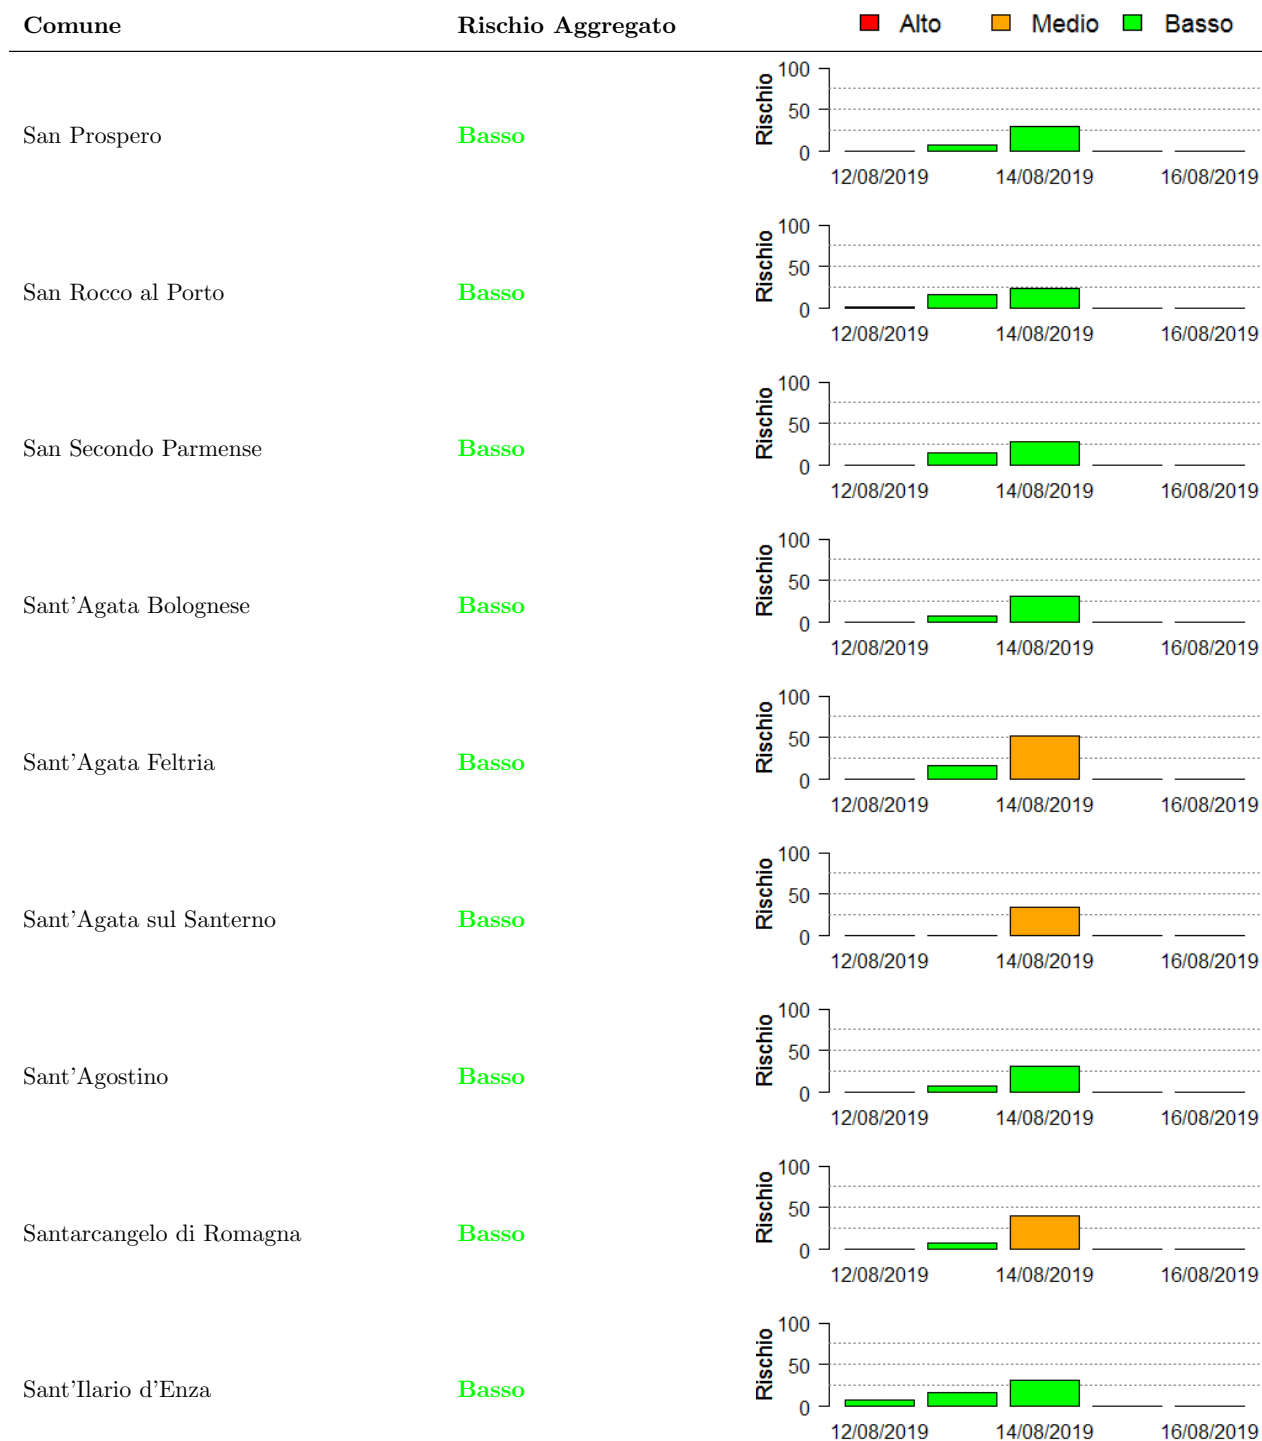 Comune Rischio Aggregato Alto Medio Basso
San Prospero Basso Rischio 100 50 0
12/08/2019 14/08/2019 16/08/2019
San Rocco al Porto Basso Rischio 100 50 0
12/08/2019 14/08/2019 16/08/2019
San Secondo Parmense Basso Rischio 100 50 0
12/08/2019 14/08/2019 16/08/2019
Sant'Agata Bolognese Basso Rischio 100 50 0
12/08/2019 14/08/2019 16/08/2019
Sant'Agata Feltria Basso Rischio 100 50 0
12/08/2019 14/08/2019 16/08/2019
Sant'Agata sul Santerno Basso Rischio 100 50 0
12/08/2019 14/08/2019 16/08/2019
Sant'Agostino Basso Rischio 100 50 0
12/08/2019 14/08/2019 16/08/2019
Santarcangelo di Romagna Basso Rischio 100 50 0
12/08/2019 14/08/2019 16/08/2019
Sant'Ilario d'Enza Basso Rischio 100 50 0
12/08/2019 14/08/2019 16/08/2019